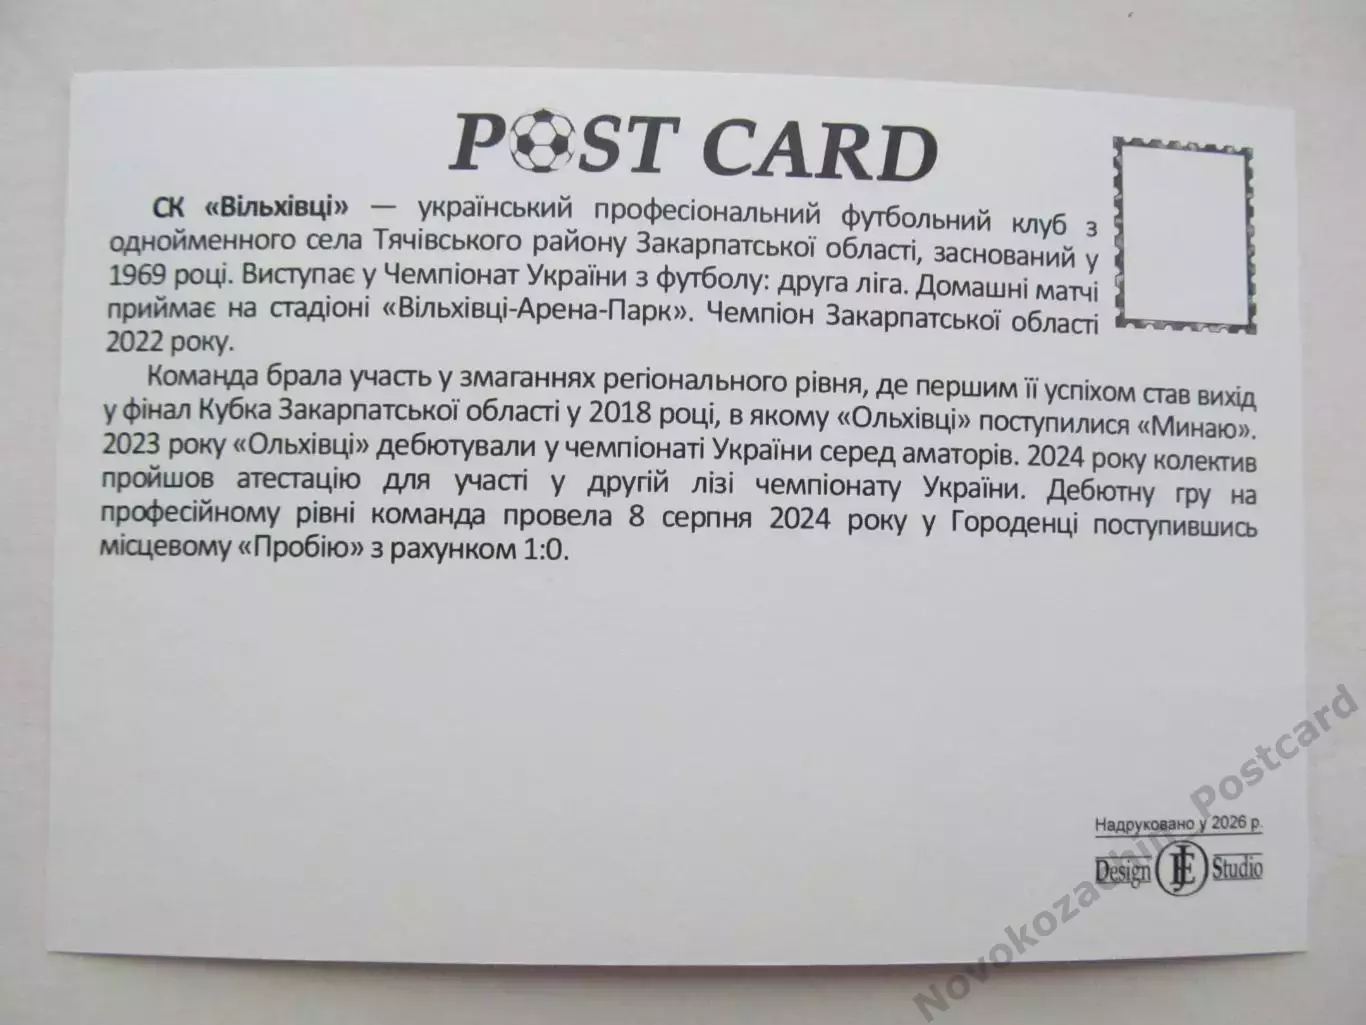 POST CARD
СК «Вільхівці» — український професіональний футбольний клуб з
однойменного села Тячівського району Закарпатської області, заснований у
1969 році. Виступає у Чемпіонат України з футболу: друга ліга. Домашні матчі
приймає на стадіоні «Вільхівці-Арена-Парк». Чемпіон Закарпатської області
2022 року.
Команда брала участь у змаганнях регіонального рівня, де першим її успіхом став вихід
у фінал Кубка Закарпатської області у 2018 році, в якому «Ольхівці» поступилися «Минаю».
2023 року «Ольхівці» дебютували у чемпіонаті України серед аматорів. 2024 року колектив
пройшов атестацію для участі у другій лізі чемпіонату України. Дебютну гру на
професійному рівні команда провела 8 серпня 2024 року у Городенці поступившись
місцевому «Пробію» з рахунком 1:0.
Надруковано у 2026 р.
Design JE Studio
Novokozachin_Postcard